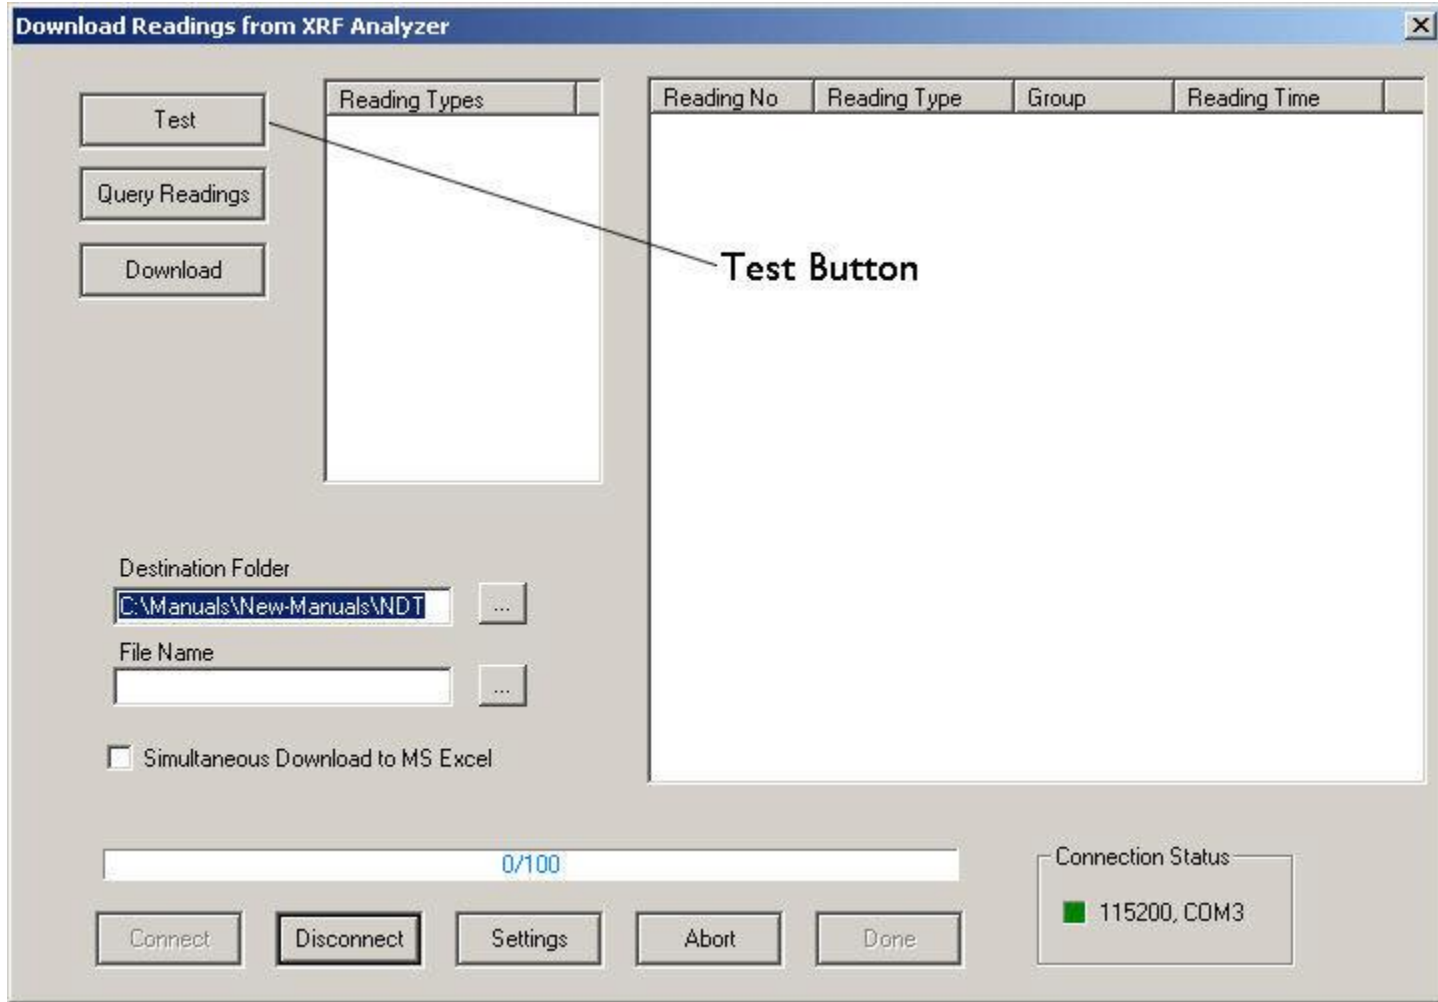 Download Readings from XRF Analyzer
Test
Query Readings
Download
Reading Types
Reading No Reading Type Group Reading Time
Test Button
Destination Folder
C:\Manuals\New-Manuals\NDT
...
File Name
...
Simultaneous Download to MS Excel
0/100
Connect Disconnect Settings Abort Done
Connection Status
115200, COM3